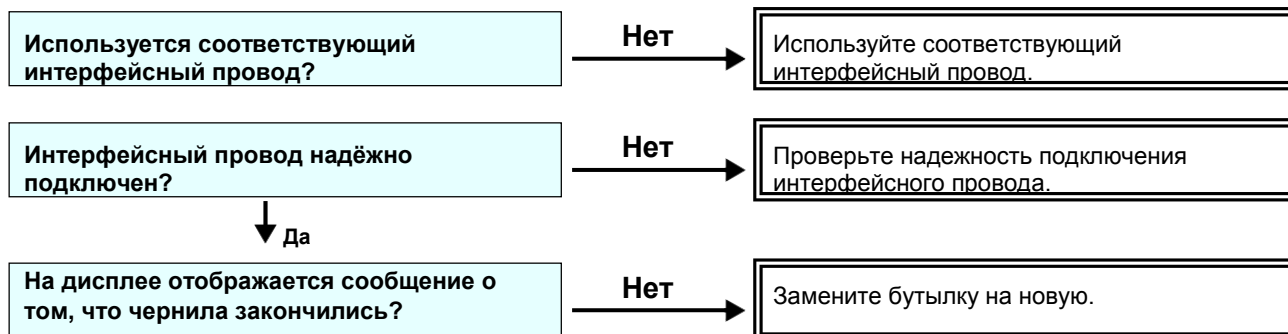 Используется соответствующий
интерфейсный провод?
Нет
Используйте соответствующий
интерфейсный провод.
Интерфейсный провод надёжно
подключен?
Нет
Проверьте надежность подключения
интерфейсного провода.
Да
На дисплее отображается сообщение о
том, что чернила закончились?
Нет
Замените бутылку на новую.